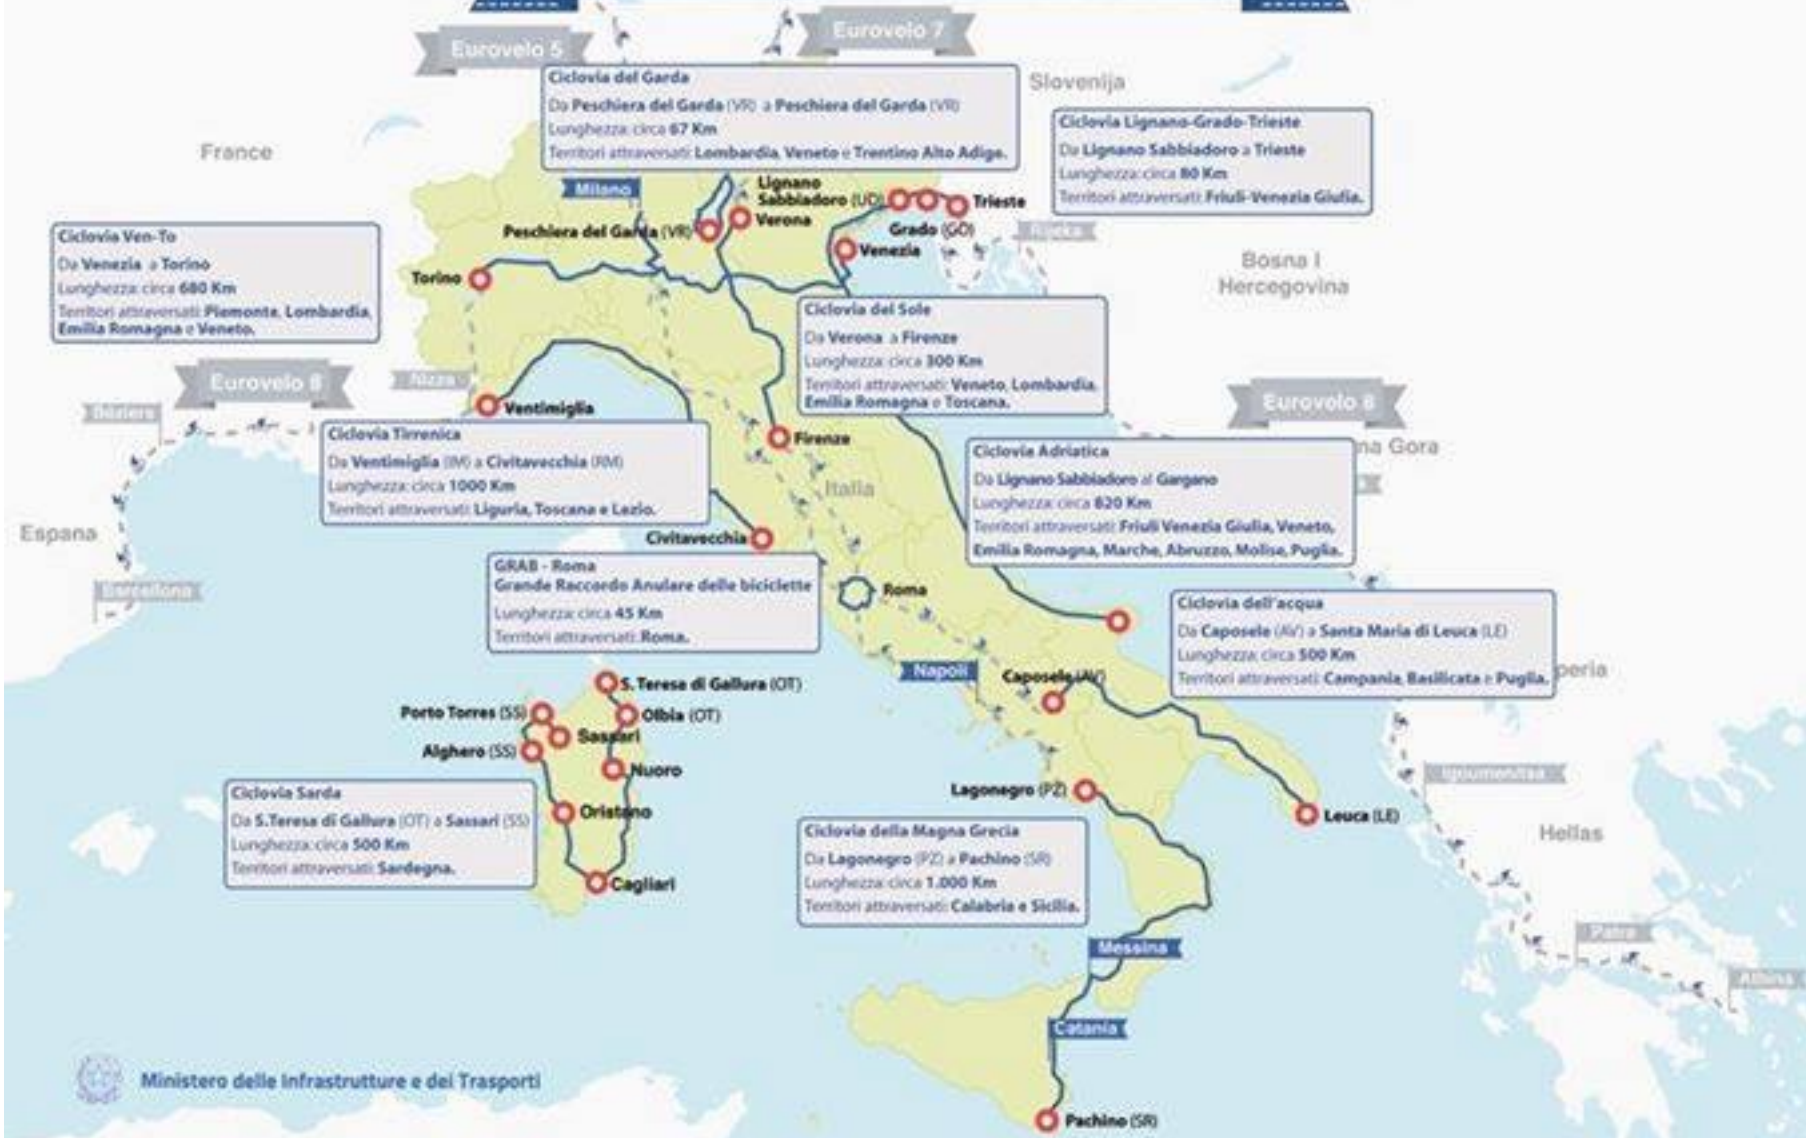 Eurovelo 5
Eurovelo 7
Slovenija
France
Ciclovia del Garda
Da Peschiera del Garda (VR) a Peschiera del Garda (VR)
Lunghezza: circa 67 Km
Territori attraversati: Lombardia, Veneto e Trentino Alto Adige.
Ciclovia Lignano-Grado-Trieste
Da Lignano Sabbiadoro a Trieste
Lunghezza: circa 80 Km
Territori attraversati: Friuli-Venezia Giulia.
Milano
Lignano
Sabbiadoro (UD)
Trieste
Verona
Peschiera del Garda (VR)
Grado (GO)
Rijeka
Venezia
Torino
Bosna I
Hercegovina
Ciclovia Ven-To
Da Venezia a Torino
Lunghezza: circa 680 Km
Territori attraversati: Piemonte, Lombardia,
Emilia Romagna e Veneto.
Ciclovia del Sole
Da Verona a Firenze
Lunghezza: circa 300 Km
Territori attraversati: Veneto, Lombardia,
Emilia Romagna e Toscana.
Eurovelo 8
Nizza
Béziers
Ventimiglia
Eurovelo 8
Firenze
Ciclovia Tirrenica
Da Ventimiglia (IM) a Civitavecchia (RM)
Lunghezza: circa 1000 Km
Territori attraversati: Liguria, Toscana e Lazio.
na Gora
Italia
Ciclovia Adriatica
Da Lignano Sabbiadoro al Gargano
Lunghezza: circa 820 Km
Territori attraversati: Friuli Venezia Giulia, Veneto,
Emilia Romagna, Marche, Abruzzo, Molise, Puglia.
Espana
Civitavecchia
Barcellona
GRAB - Roma
Grande Raccordo Anulare delle biciclette
Lunghezza: circa 45 Km
Territori attraversati: Roma.
Roma
Ciclovia dell'acqua
Da Caposele (AV) a Santa Maria di Leuca (LE)
Lunghezza: circa 500 Km
Territori attraversati: Campania, Basilicata e Puglia.
peria
Napoli
Caposele (AV)
S. Teresa di Gallura (OT)
Porto Torres (SS)
Olbia (OT)
Sassari
Alghero (SS)
Nuoro
Igoumenitsa
Lagonegro (PZ)
Oristano
Leuca (LE)
Hellas
Ciclovia Sarda
Da S.Teresa di Gallura (OT) a Sassari (SS)
Lunghezza: circa 500 Km
Territori attraversati: Sardegna.
Cagliari
Ciclovia della Magna Grecia
Da Lagonegro (PZ) a Pachino (SR)
Lunghezza: circa 1.000 Km
Territori attraversati: Calabria e Sicilia.
Patra
Messina
Catania
Ministero delle Infrastrutture e dei Trasporti
Pachino (SR)